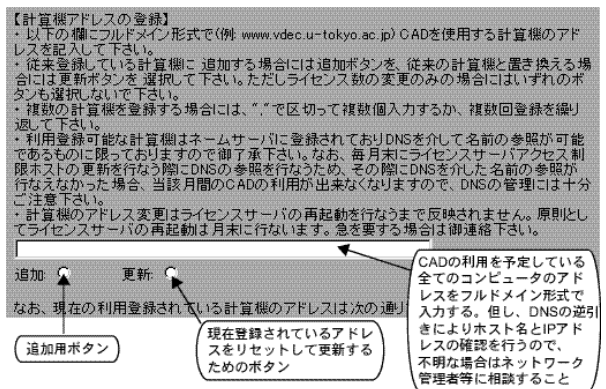 【計算機アドレスの登録】
・以下の欄にフルドメイン形式で(例: www.vdec.u-tokyo.ac.jp) CADを使用する計算機のアド
レスを記入して下さい。
・従来登録している計算機に 追加する場合には追加ボタンを、従来の計算機と置き換える場
合には更新ボタンを 選択して下さい。ただしライセンス数の変更のみの場合にはいずれのボ
タンも選択しないで下さい。
・複数の計算機を登録する場合には、","で区切って複数個入力するか、複数回登録を繰り
返して下さい。
・利用登録可能な計算機はネームサーバに登録されておりDNSを介して名前の参照が可能
であるものに限っておりますので御了承下さい。なお、毎月末にライセンスサーバアクセス制
限ホストの更新を行なう際にDNSの参照を行なうため、その際にDNSを介した名前の参照が
行なえなかった場合、当該月間のCADの利用が出来なくなりますので、DNSの管理には十分
ご注意下さい。
・計算機のアドレス変更はライセンスサーバの再起動を行なうまで反映されません。原則とし
てライセンスサーバの再起動は月末に行ないます。急を要する場合は御連絡下さい。
追加: 更新:
なお、現在の利用登録されている計算機のアドレスは次の通り
追加用ボタン
現在登録されているアドレ
スをリセットして更新する
ためのボタン
CADの利用を予定している
全てのコンピュータのアド
レスをフルドメイン形式で
入力する。但し、DNSの逆引
きによりホスト名とIPアド
レスの確認を行うので、
不明な場合はネットワーク
管理者等に相談すること